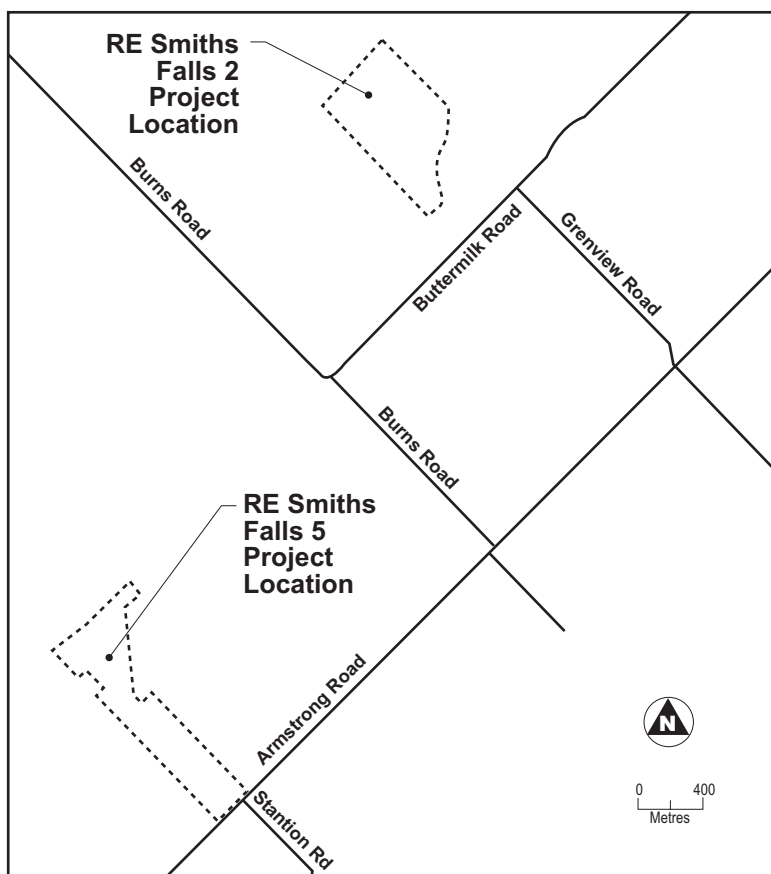 RE Smiths
Falls 2
Project
Location
Burns Road
Buttermilk Road
Grenview Road
Burns Road
RE Smiths
Falls 5
Project
Location
Armstrong Road
Stantion Rd
N
0 400
Metres